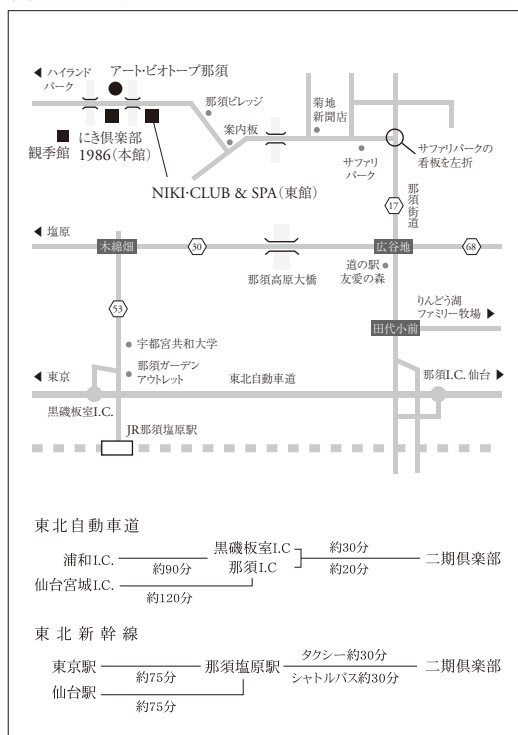 ◀ ハイランド
パーク
アート・ビオトープ那須
那須ビレッジ
菊地
新聞店
案内板
にき倶楽部
1986(本館)
観季館
サファリ
パーク
サファリパークの
看板を左折
NIKI・CLUB & SPA(東館)
17
那須街道
◀ 塩原
木綿畑
30
広谷地
68
那須高原大橋
道の駅
友愛の森
りんどう湖
ファミリー牧場 ▶
53
田代小前
宇都宮共和大学
那須ガーデン
アウトレット
◀ 東京
東北自動車道
那須I.C. 仙台 ▶
黒磯板室I.C.
JR那須塩原駅
東北自動車道
浦和I.C.
約90分
黒磯板室I.C
那須I.C
約30分
約20分
二期倶楽部
仙台宮城I.C.
約120分
東北新幹線
東京駅
約75分
那須塩原駅
タクシー約30分
シャトルバス約30分
二期倶楽部
仙台駅
約75分